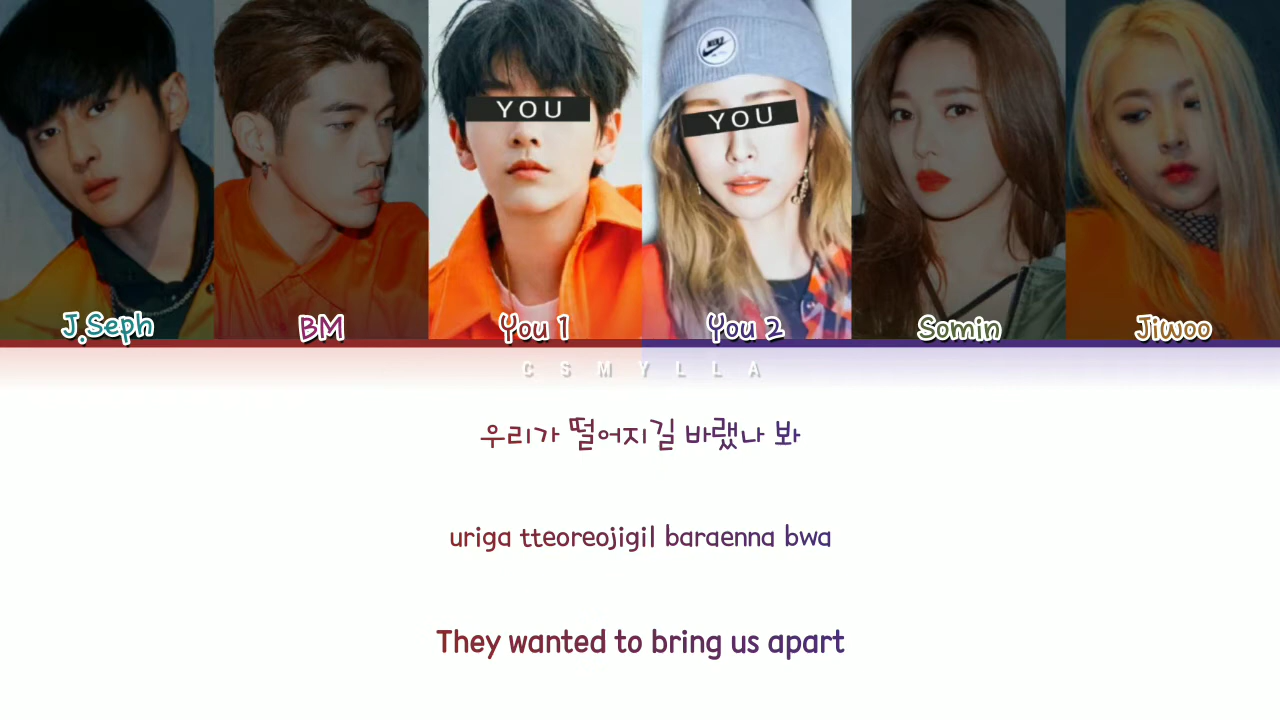 NIKE
YOU YOU
J.Seph BM You 1 You 2 Somin Jiwoo
C S M Y L L A
우리가 떨어지길 바랬나 봐
uriga tteoreojigil baraenna bwa
They wanted to bring us apart